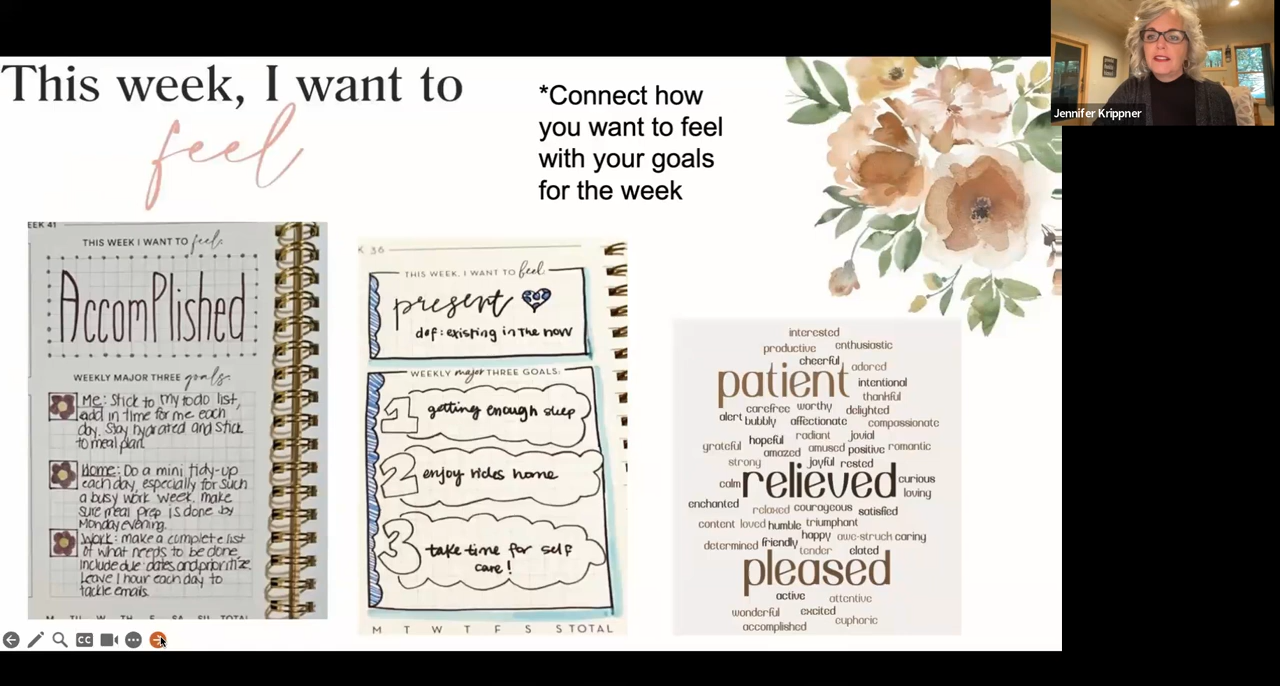 This week, I want to
feel
*Connect how
you want to feel
with your goals
for the week
Jennifer Krippner
EEK 41
THIS WEEK I WANT TO feel:
AccomPlished
WEEKLY MAJOR THREE goals:
Me: Stick to my todo list,
add in time for me each
day. Stay hydrated and stick
to meal plan.
Home: Do a mini tidy-up
each day, especially for such
a busy work week. make
sure meal prep is done by
Monday evening.
Work: make a complete list
of what needs to be done
include due dates and prioritize.
Leave 1 hour each day to
tackle emails.
M TU W TH F SA SU TOTAL
K 36
THIS WEEK, I WANT TO feel
present
def: existing in the now
WEEKLY major THREE GOALS:
1 getting enough sleep
2 enjoy rides home
3 take time for self
care!
M T W T F S S TOTAL
interested
productive enthusiastic
cheerful adored
patient intentional
thankful
carefree worthy delighted
alert bubbly affectionate compassionate
grateful hopeful radiant jovial
amazed amused positive romantic
strong joyful rested
calm relieved curious
loving
enchanted relaxed courageous satisfied
content loved humble triumphant
happy awe-struck caring
determined friendly tender elated
pleased
active attentive
wonderful excited
accomplished euphoric
CC